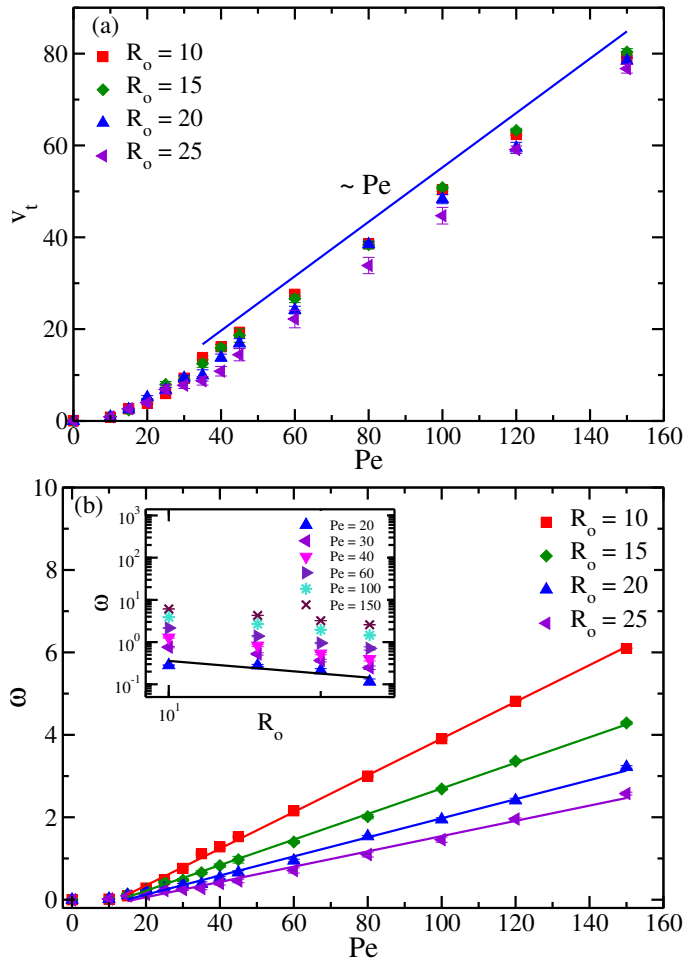 (a)
R_o = 10
R_o = 15
R_o = 20
R_o = 25
~ Pe
v_t
0
20
40
60
80
0 20 40 60 80 100 120 140 160
Pe
(b)
R_o = 10
R_o = 15
R_o = 20
R_o = 25
ω
0
2
4
6
8
10
0 20 40 60 80 100 120 140 160
Pe
Pe = 20
Pe = 30
Pe = 40
Pe = 60
Pe = 100
Pe = 150
ω
10^3
10^2
10^1
10^0
10^-1
10^1
R_o